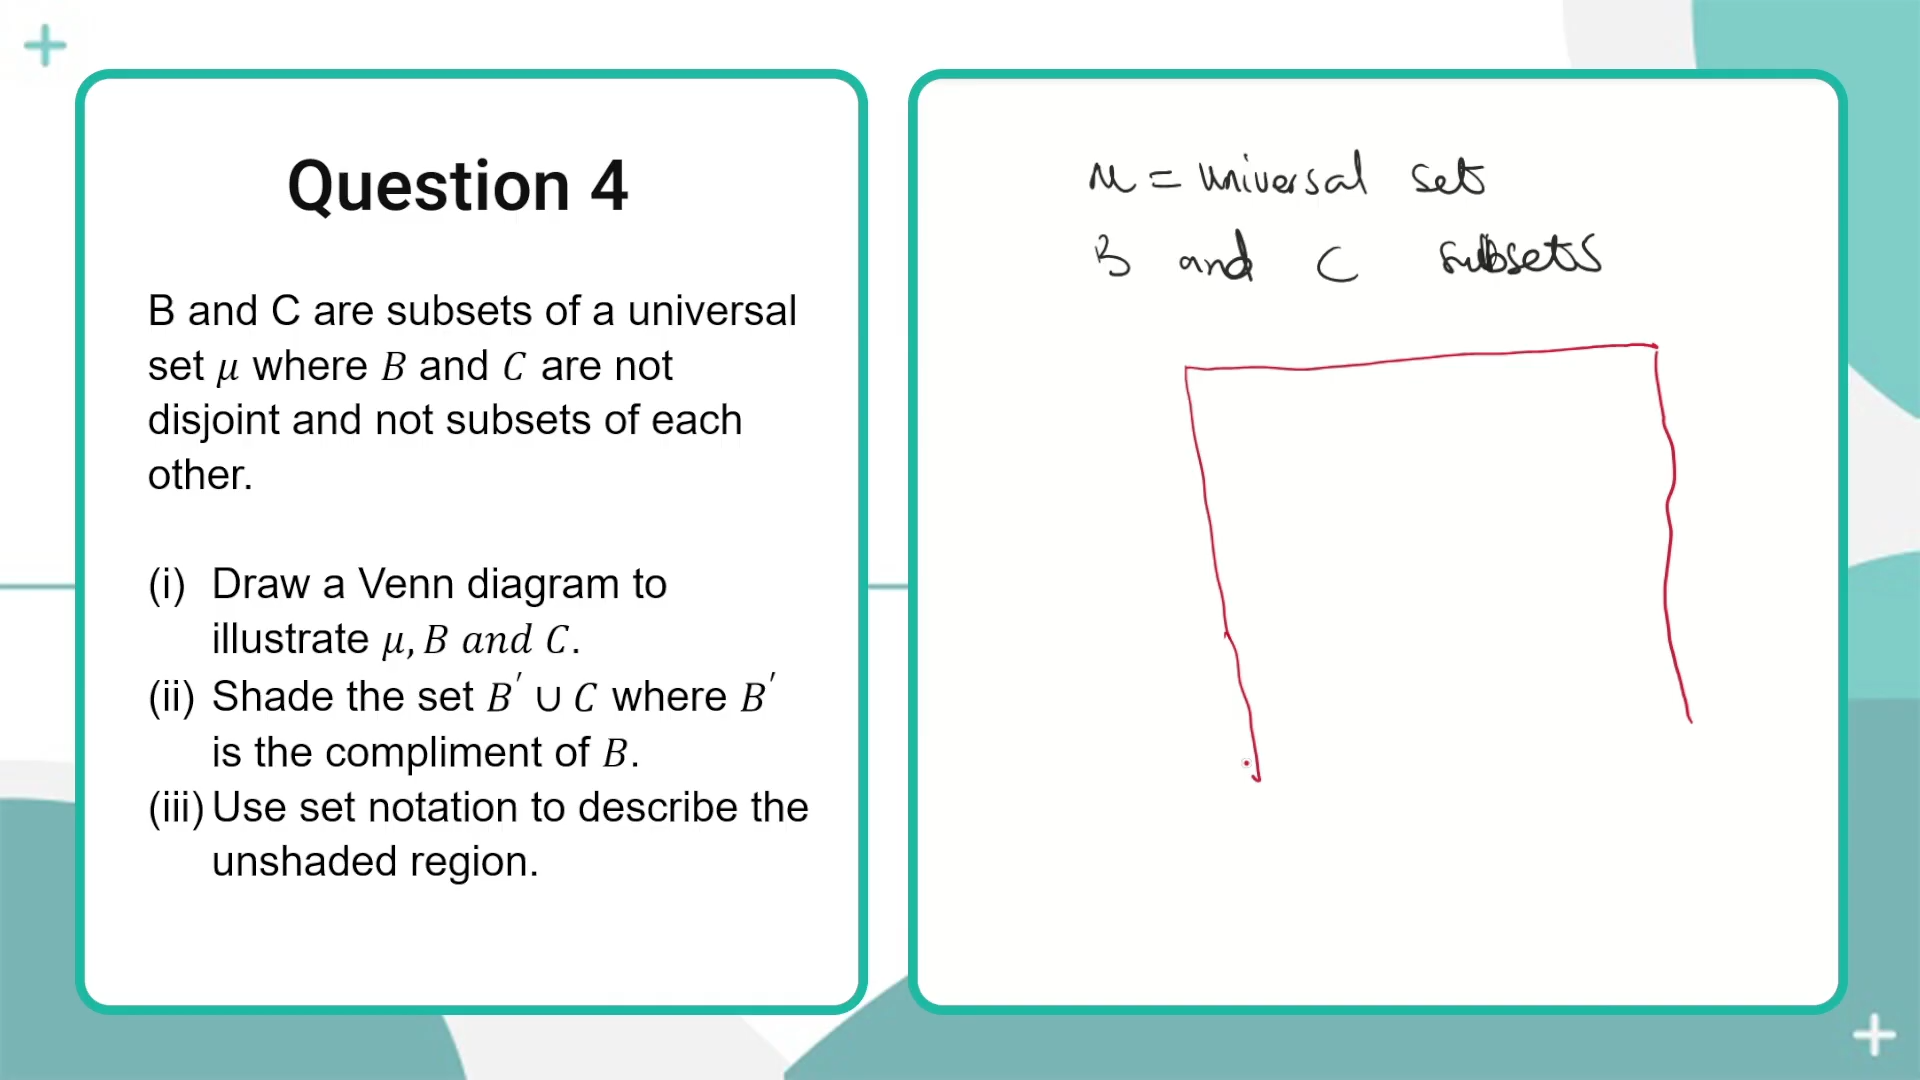 Question 4
B and C are subsets of a universal
set μ where B and C are not
disjoint and not subsets of each
other.
(i) Draw a Venn diagram to
illustrate μ, B and C.
(ii) Shade the set B′ ∪ C where B′
is the compliment of B.
(iii) Use set notation to describe the
unshaded region.
μ = universal set
B and C subsets